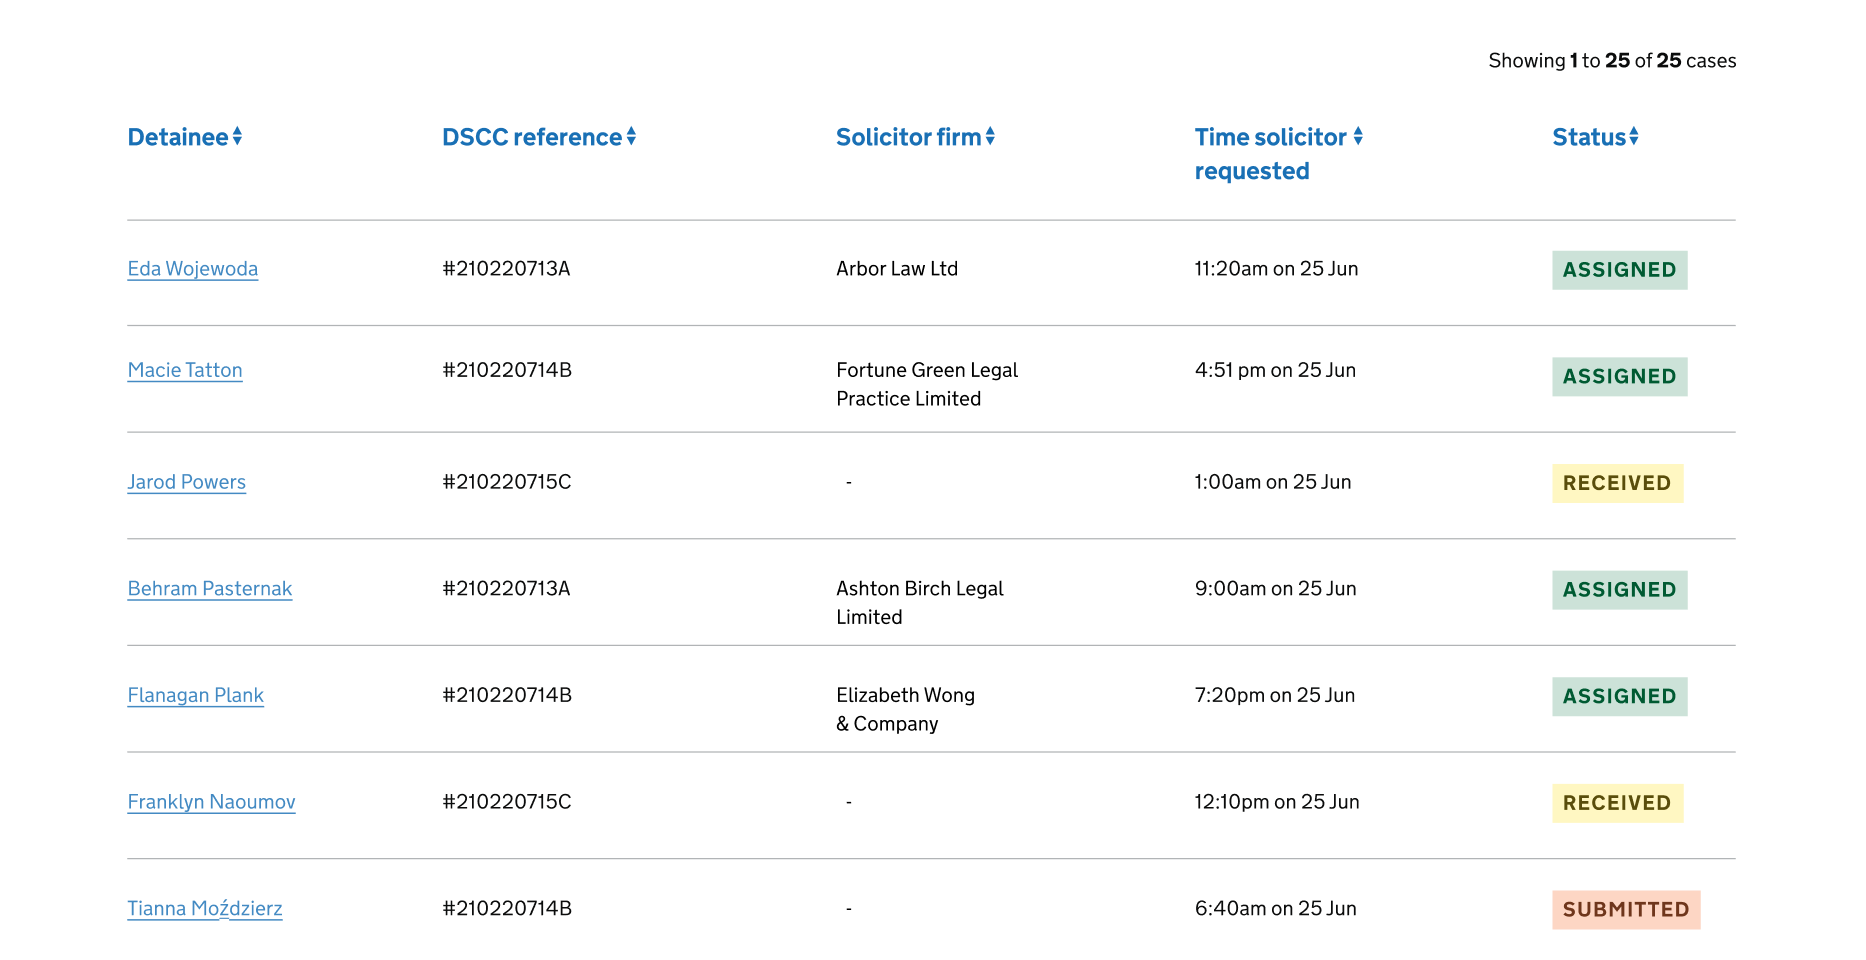 Showing 1 to 25 of 25 cases
Detainee DSCC reference Solicitor firm Time solicitor requested Status
Eda Wojewoda #210220713A Arbor Law Ltd 11:20am on 25 Jun ASSIGNED
Macie Tatton #210220714B Fortune Green Legal 4:51 pm on 25 Jun ASSIGNED
Practice Limited
Jarod Powers #210220715C - 1:00am on 25 Jun RECEIVED
Behram Pasternak #210220713A Ashton Birch Legal 9:00am on 25 Jun ASSIGNED
Limited
Flanagan Plank #210220714B Elizabeth Wong 7:20pm on 25 Jun ASSIGNED
& Company
Franklyn Naoumov #210220715C - 12:10pm on 25 Jun RECEIVED
Tianna Moździerz #210220714B - 6:40am on 25 Jun SUBMITTED